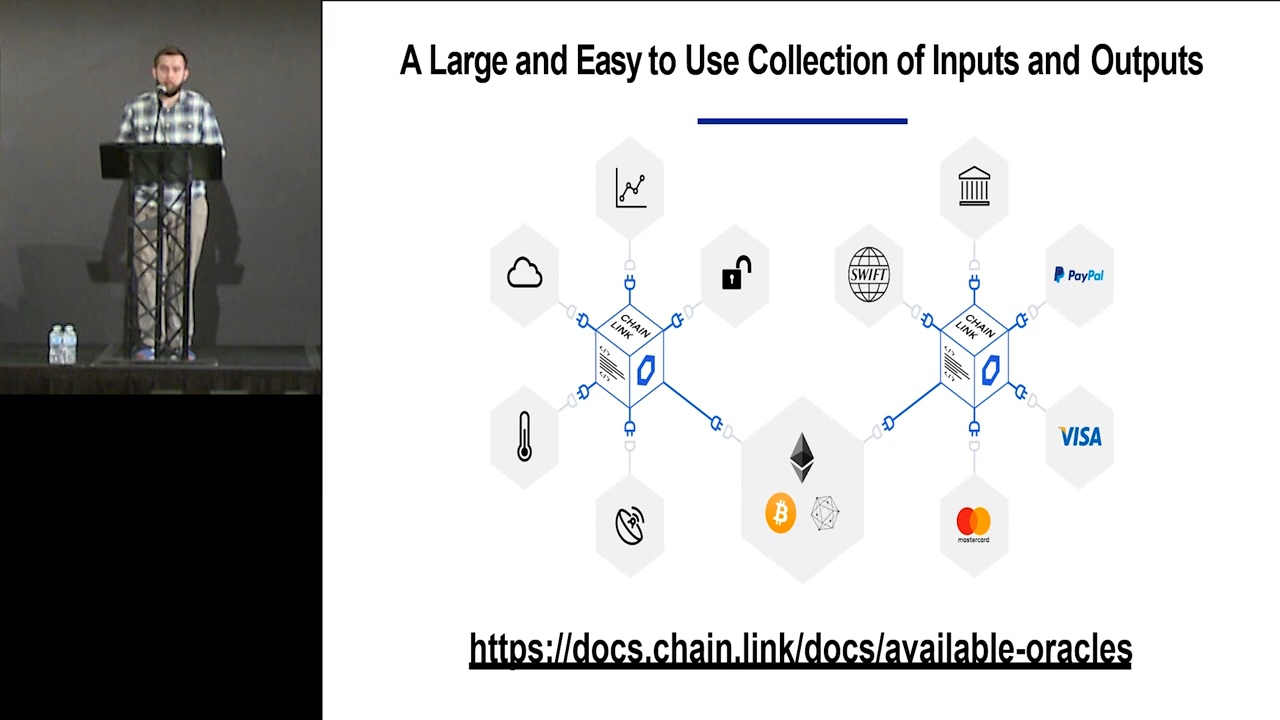 A Large and Easy to Use Collection of Inputs and Outputs
SWIFT
PayPal
CHAIN
LINK
</>
</>
CHAIN
LINK
</>
</>
VISA
mastercard
https://docs.chain.link/docs/available-oracles